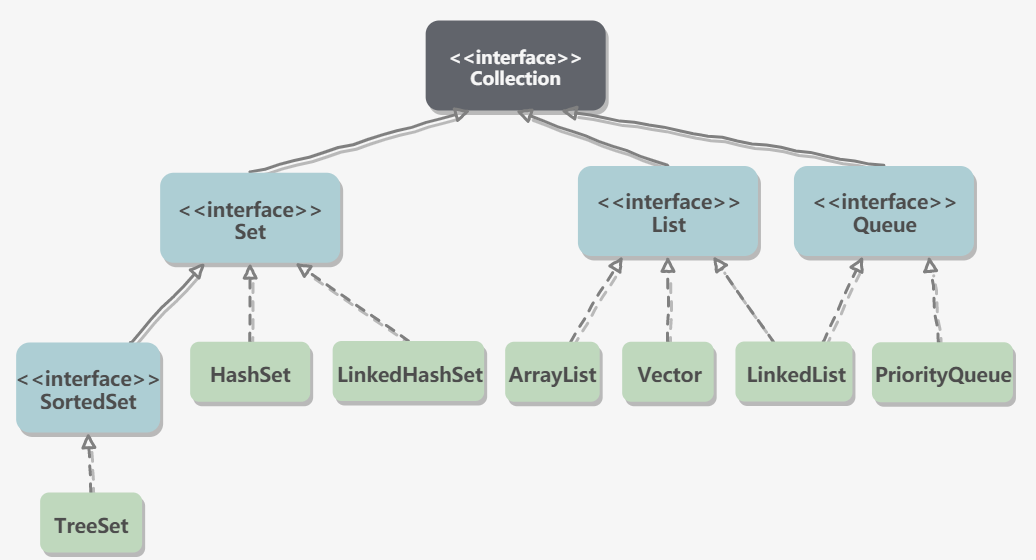 <<interface>>
Collection
<<interface>>
Set
<<interface>>
List
<<interface>>
Queue
<<interface>>
SortedSet
HashSet
LinkedHashSet
ArrayList
Vector
LinkedList
PriorityQueue
TreeSet